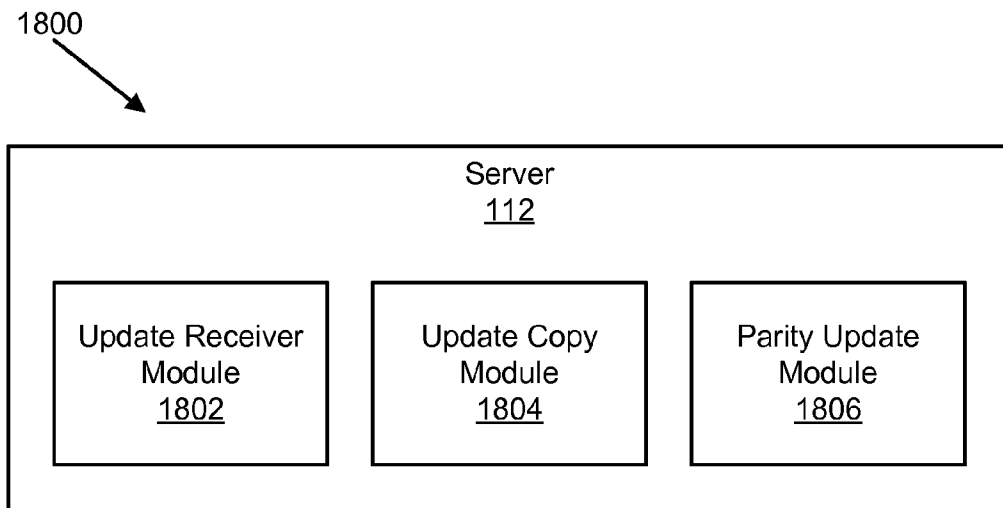 1800
Server
112
Update Receiver
Module
1802
Update Copy
Module
1804
Parity Update
Module
1806